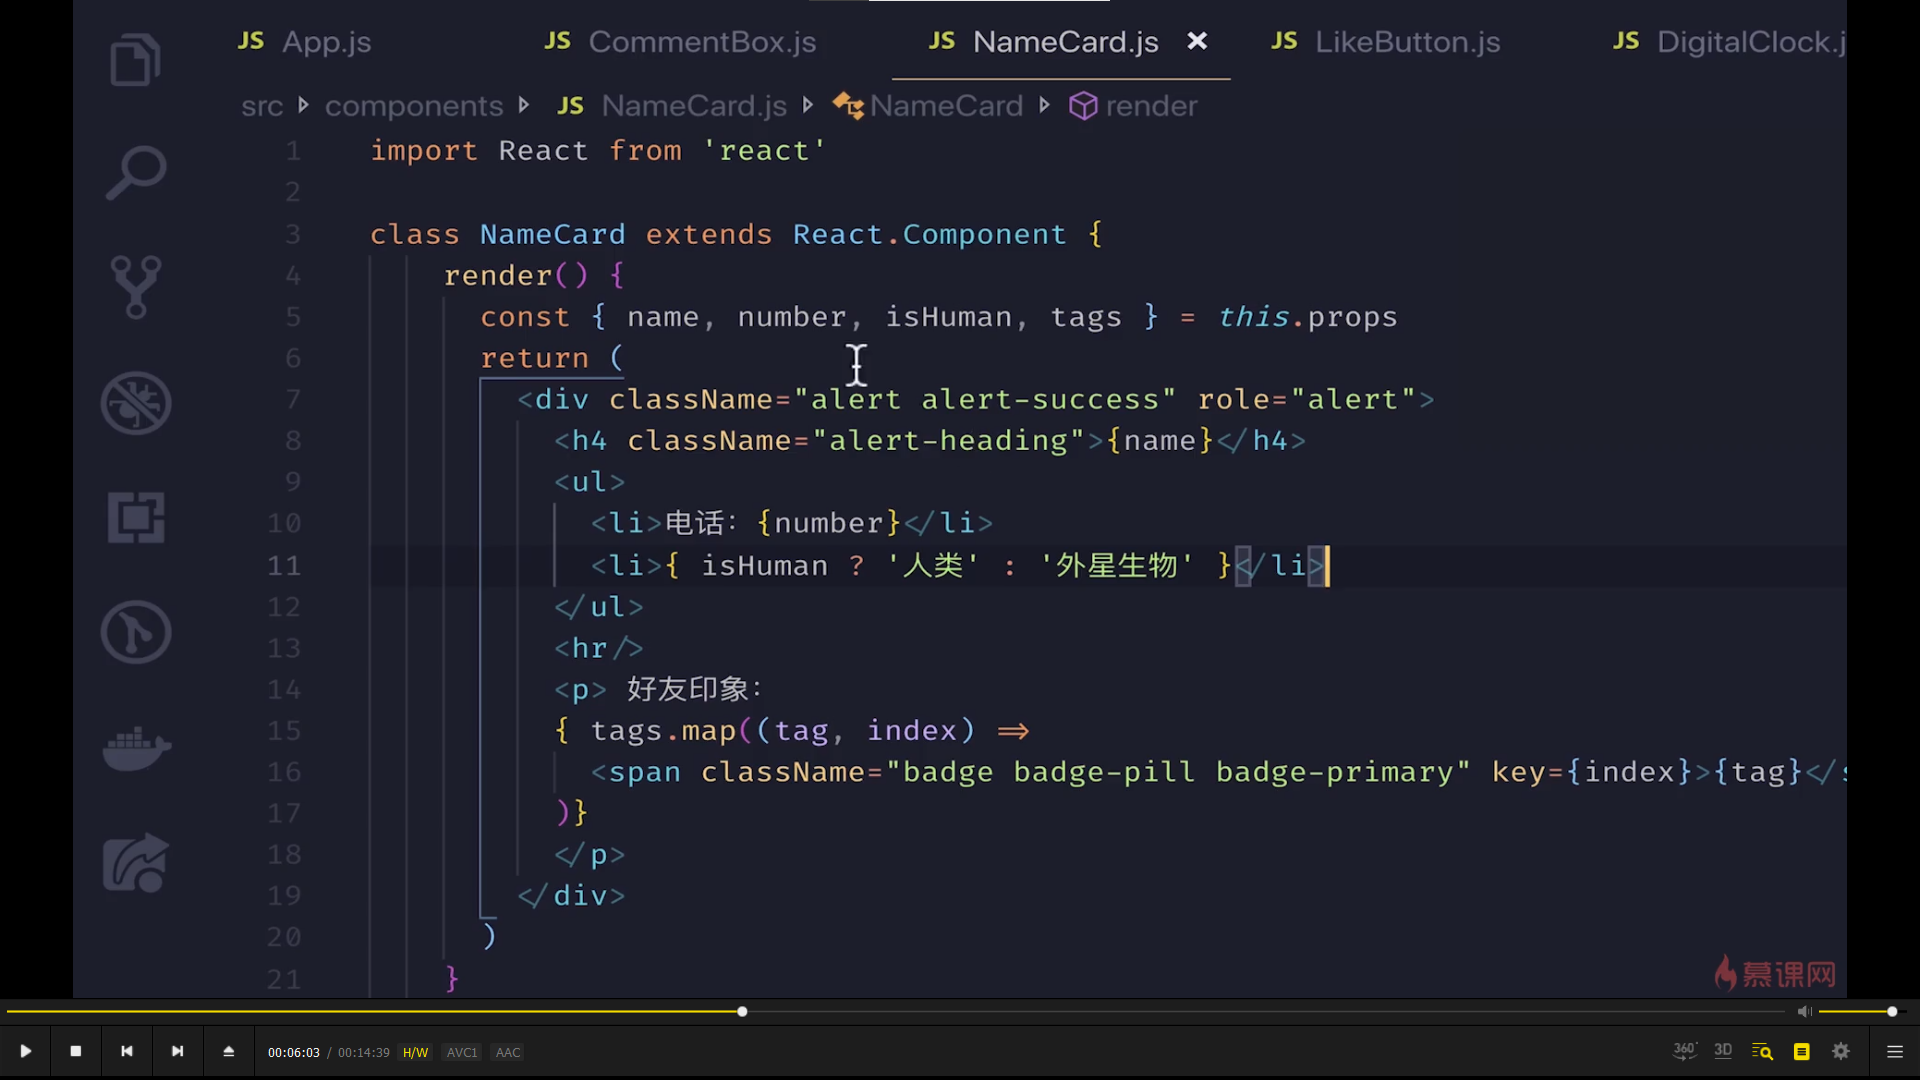 JS App.js JS CommentBox.js JS NameCard.js × JS LikeButton.js JS DigitalClock.j
src components JS NameCard.js NameCard render
1 import React from 'react'
2
3 class NameCard extends React.Component {
4 render() {
5 const { name, number, isHuman, tags } = this.props
6 return (
7 <div className="alert alert-success" role="alert">
8 <h4 className="alert-heading">{name}</h4>
9 <ul>
10 <li>电话：{number}</li>
11 <li>{ isHuman ? '人类' : '外星生物' }</li>
12 </ul>
13 <hr/>
14 <p> 好友印象：
15 { tags.map((tag, index) =>
16 <span className="badge badge-pill badge-primary" key={index}>{tag}</s
17 )}
18 </p>
19 </div>
20 )
21 }
慕课网
00:06:03 / 00:14:39 H/W AVC1 AAC 360° 3D